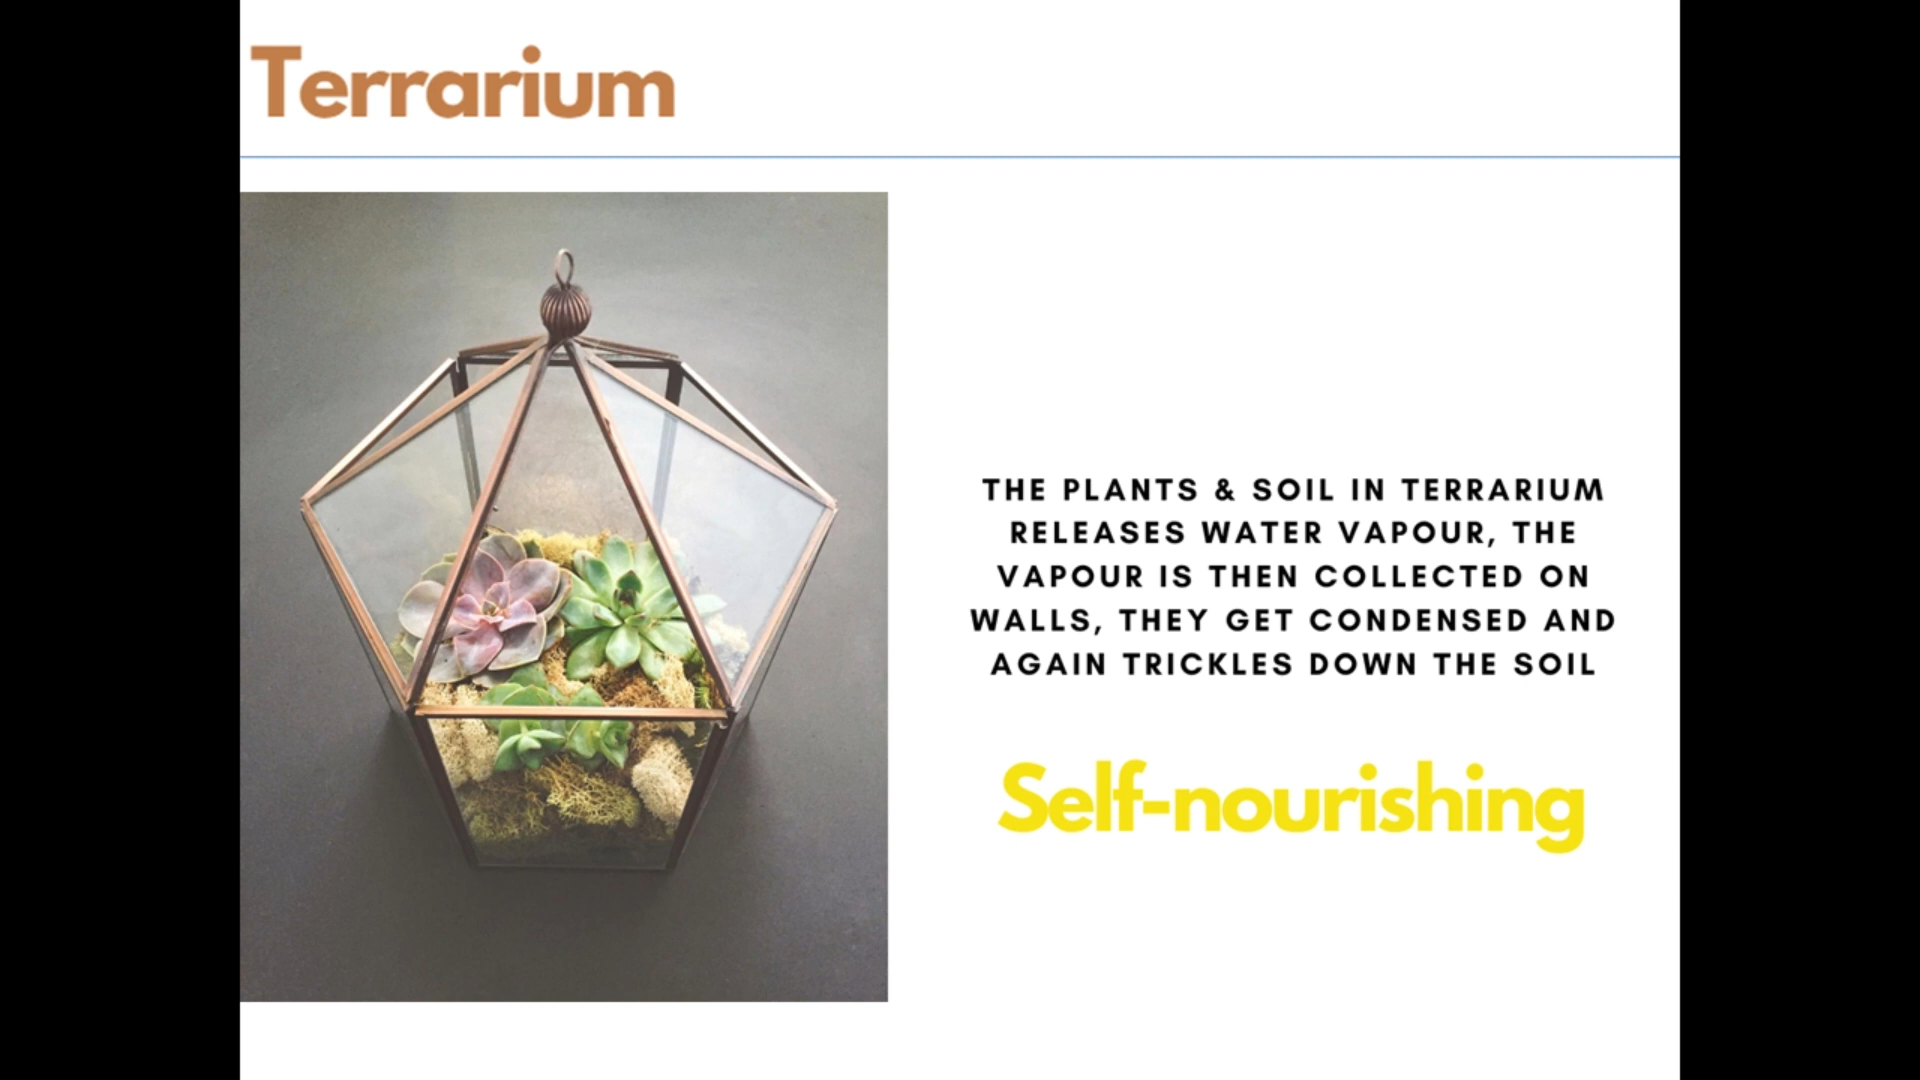 Terrarium
THE PLANTS & SOIL IN TERRARIUM
RELEASES WATER VAPOUR, THE
VAPOUR IS THEN COLLECTED ON
WALLS, THEY GET CONDENSED AND
AGAIN TRICKLES DOWN THE SOIL
Self-nourishing